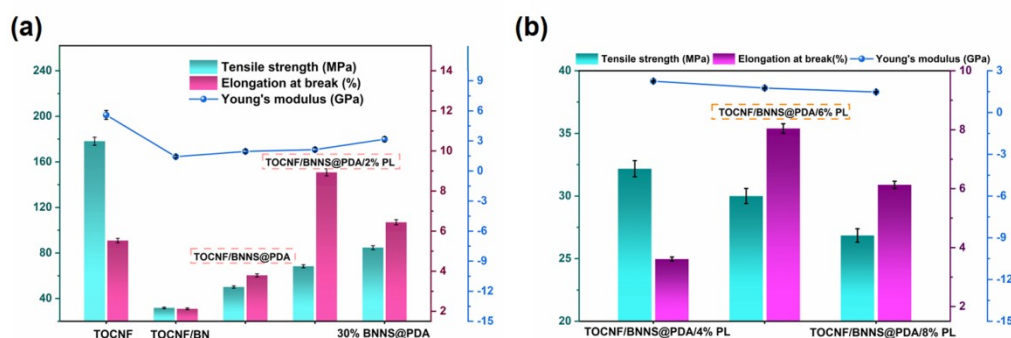 (a)
240
200
160
120
80
40
Tensile strength (MPa)
Elongation at break (%)
Young's modulus (GPa)
TOCNF/BNNS@PDA/2% PL
TOCNF/BNNS@PDA
TOCNF
TOCNF/BN
30% BNNS@PDA
14
12
10
8
6
4
2
9
6
3
0
-3
-6
-9
-12
-15
(b)
Tensile strength (MPa)
Elongation at break(%)
Young's modulus (GPa)
40
35
30
25
20
TOCNF/BNNS@PDA/6% PL
TOCNF/BNNS@PDA/4% PL
TOCNF/BNNS@PDA/8% PL
10
8
6
4
2
3
0
-3
-6
-9
-12
-15